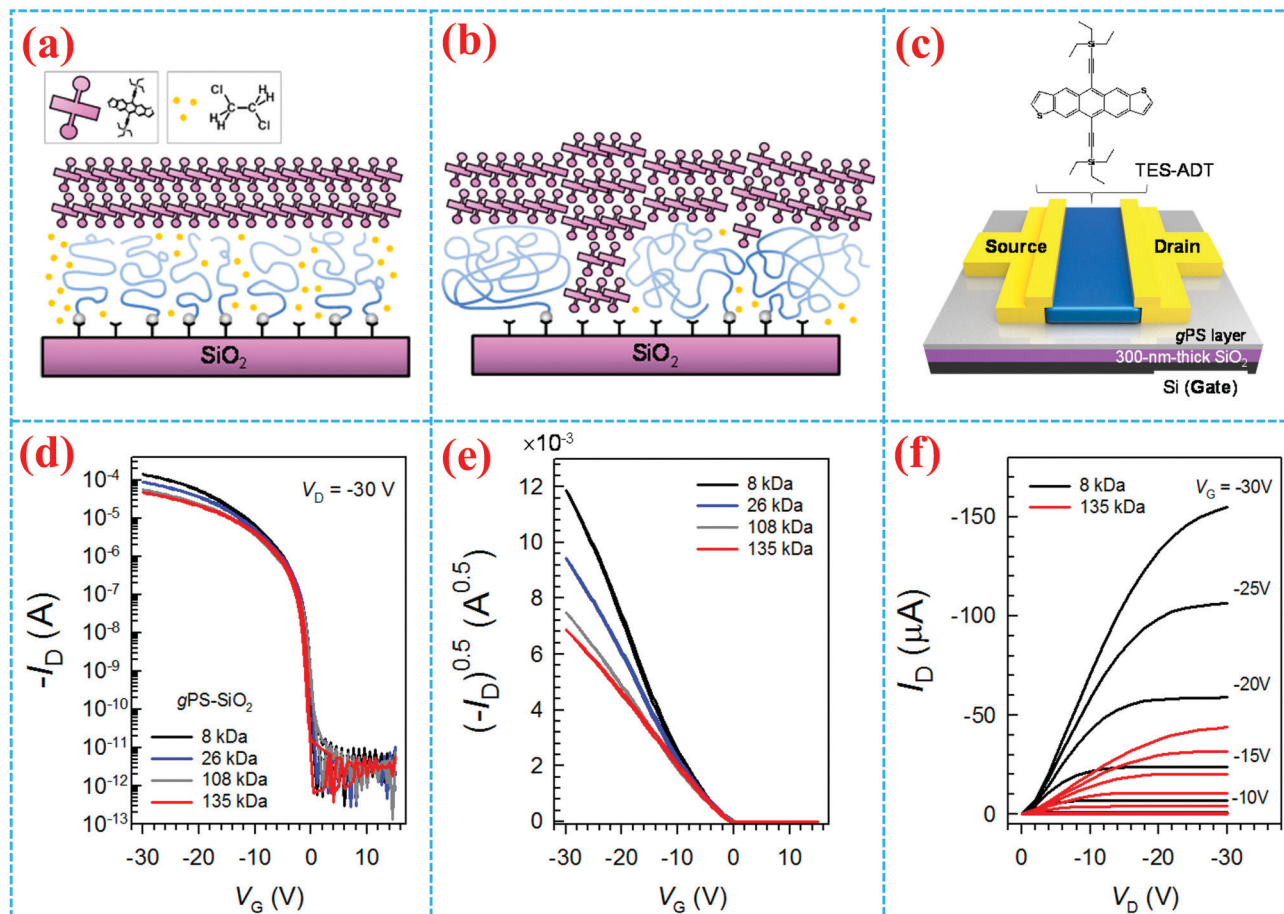 (a)
Cl
H
C
C
H
H
H
Cl
SiO2
(b)
SiO2
(c)
Si
S
S
Si
TES-ADT
Source
Drain
gPS layer
300-nm-thick SiO2
Si (Gate)
(d)
10-4
10-5
10-6
10-7
10-8
10-9
10-10
10-11
10-12
10-13
-ID (A)
VD = -30 V
gPS-SiO2
8 kDa
26 kDa
108 kDa
135 kDa
-30
-20
-10
0
10
VG (V)
(e)
×10-3
12
10
8
6
4
2
0
(-ID)0.5 (A0.5)
8 kDa
26 kDa
108 kDa
135 kDa
-30
-20
-10
0
10
VG (V)
(f)
8 kDa
135 kDa
VG = -30V
-25V
-20V
-15V
-10V
-150
-100
-50
0
ID (μA)
0
-10
-20
-30
VD (V)